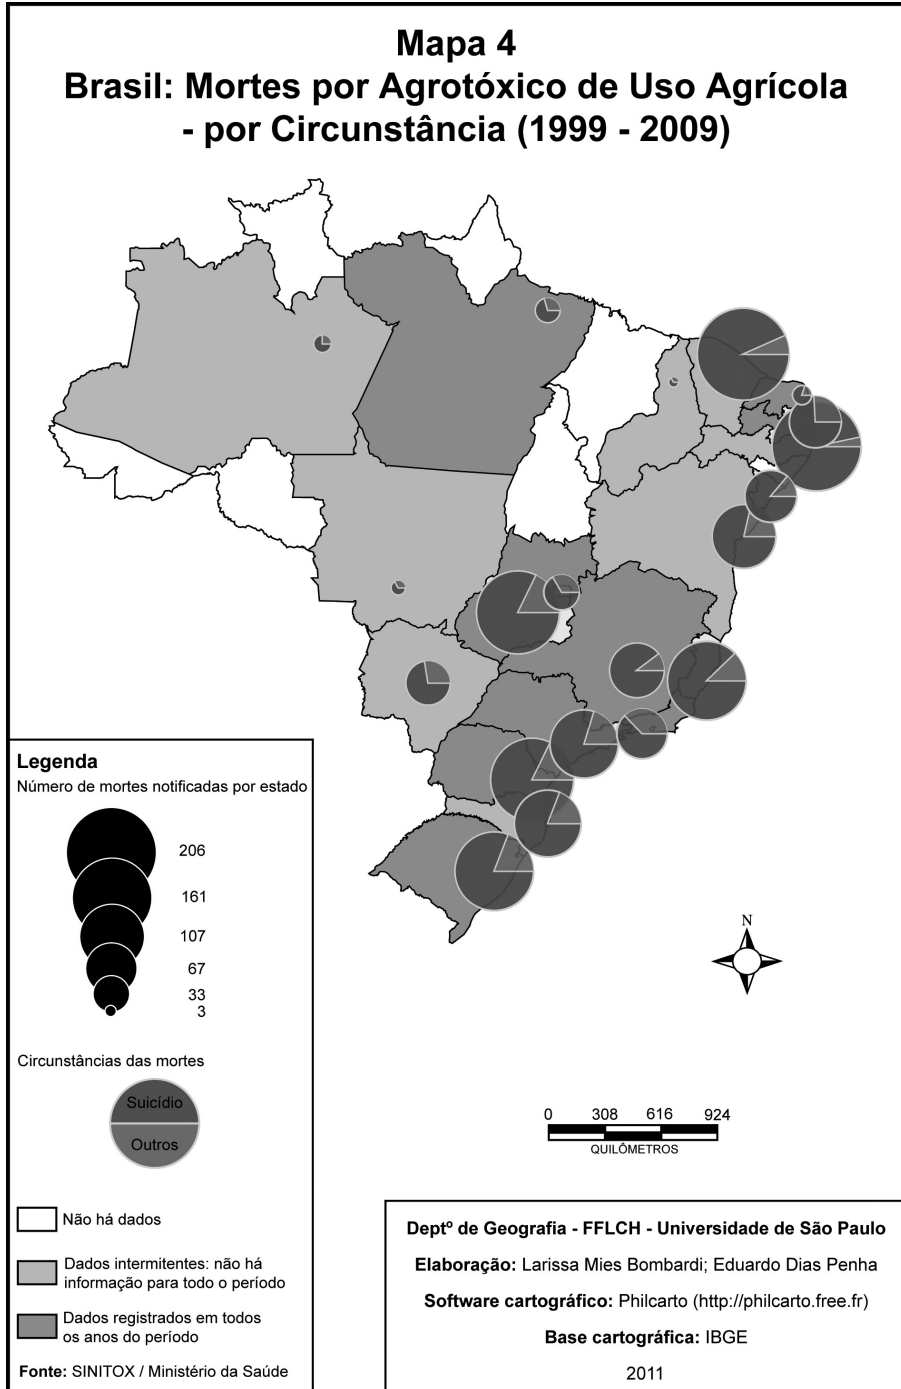 Mapa 4
Brasil: Mortes por Agrotóxico de Uso Agrícola
- por Circunstância (1999 - 2009)
N
Legenda
Número de mortes notificadas por estado
206
161
107
67
33
3
Circunstâncias das mortes
Suicídio
Outros
Não há dados
Dados intermitentes: não há
informação para todo o período
Dados registrados em todos
os anos do período
Fonte: SINITOX / Ministério da Saúde
0 308 616 924
QUILÔMETROS
Deptº de Geografia - FFLCH - Universidade de São Paulo
Elaboração: Larissa Mies Bombardi; Eduardo Dias Penha
Software cartográfico: Philcarto (http://philcarto.free.fr)
Base cartográfica: IBGE
2011